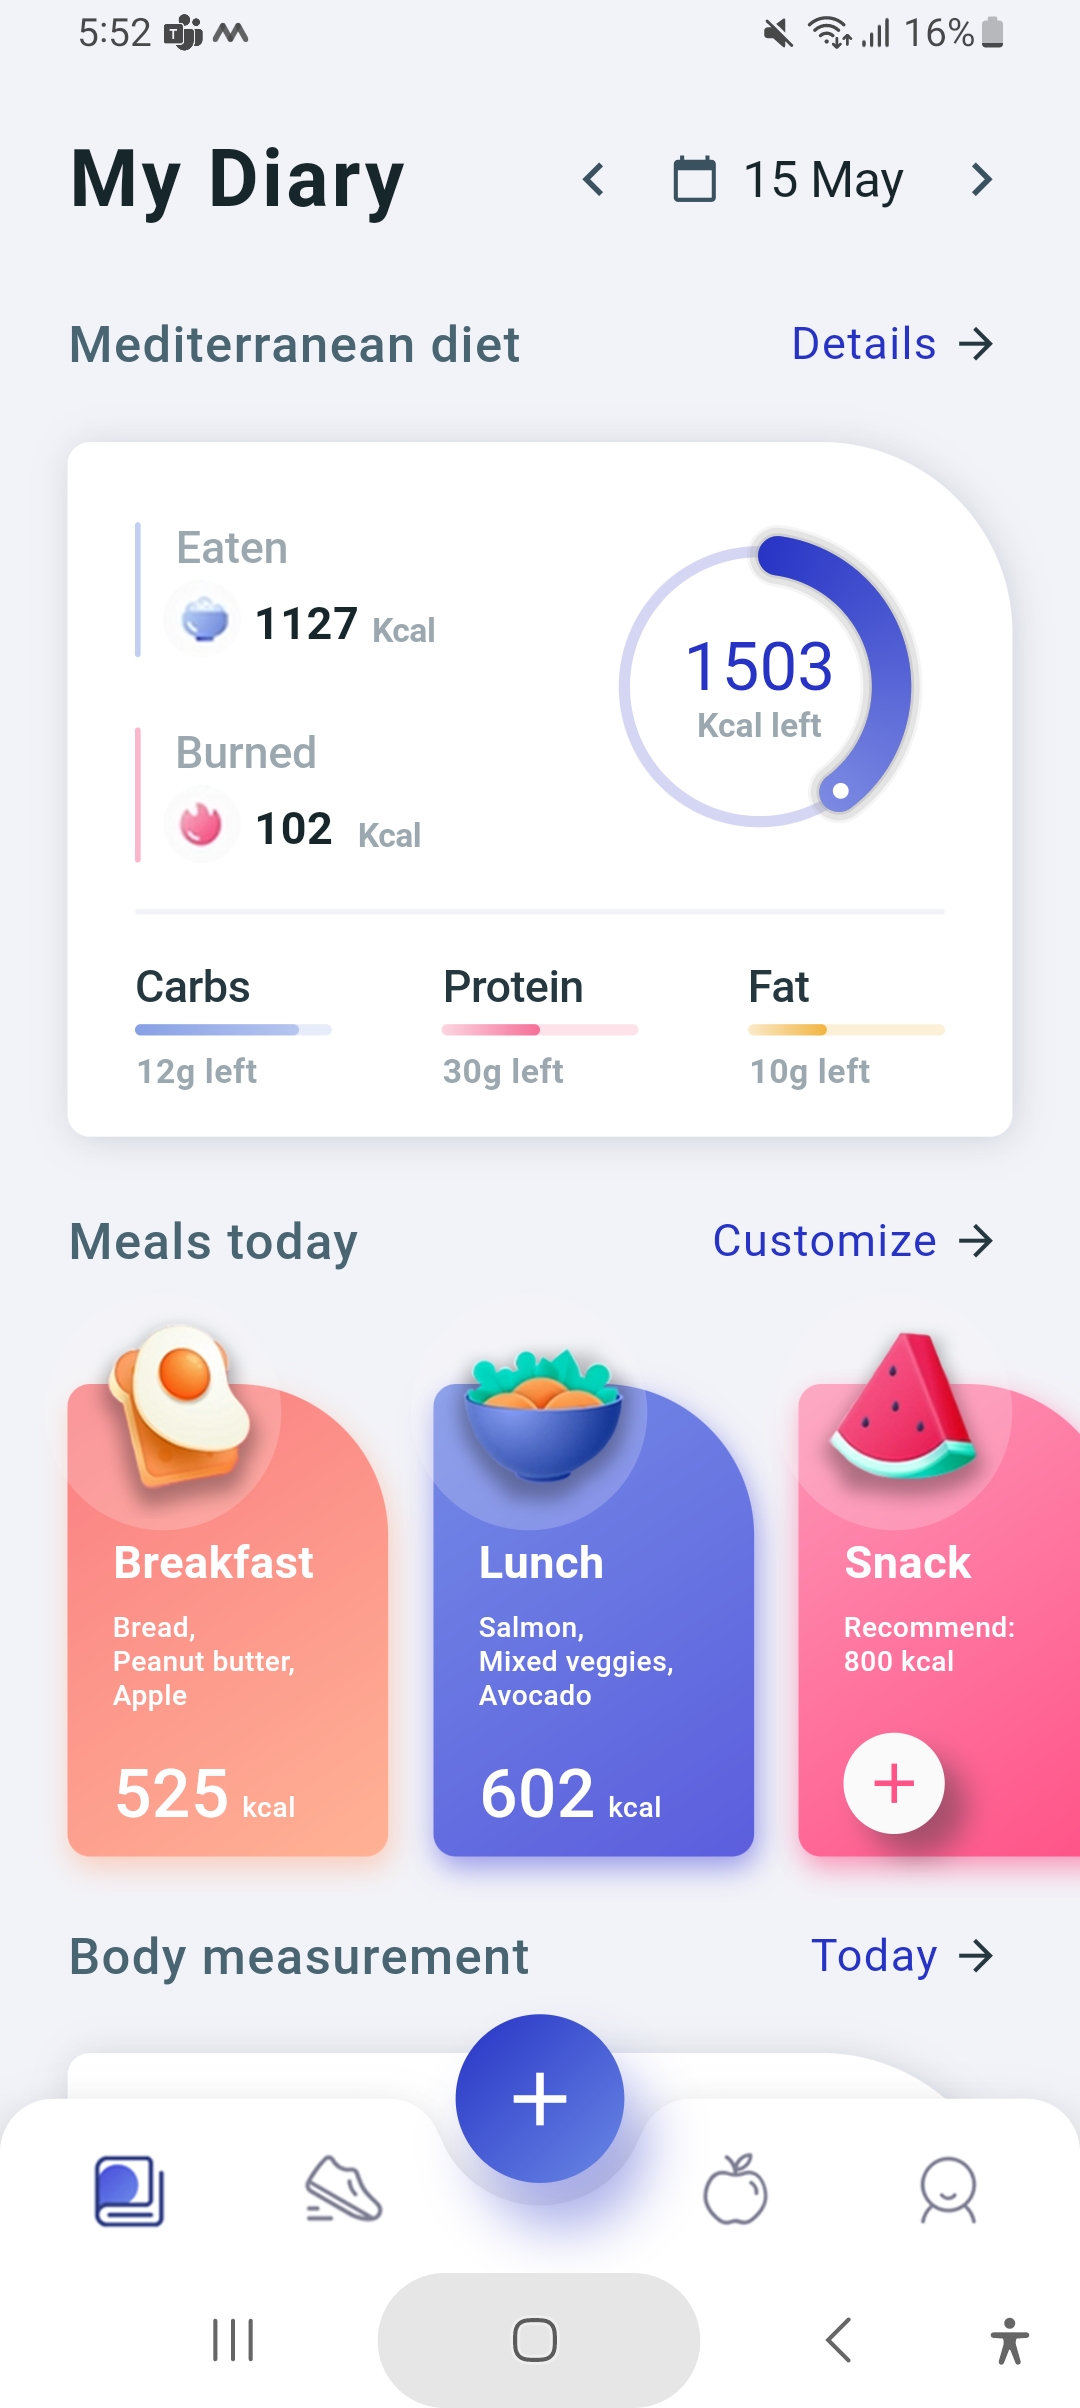 5:52
16%
My Diary
15 May
Mediterranean diet
Details
Eaten
1127 Kcal
Burned
102 Kcal
1503
Kcal left
Carbs
12g left
Protein
30g left
Fat
10g left
Meals today
Customize
Breakfast
Bread,
Peanut butter,
Apple
525 kcal
Lunch
Salmon,
Mixed veggies,
Avocado
602 kcal
Snack
Recommend:
800 kcal
Body measurement
Today